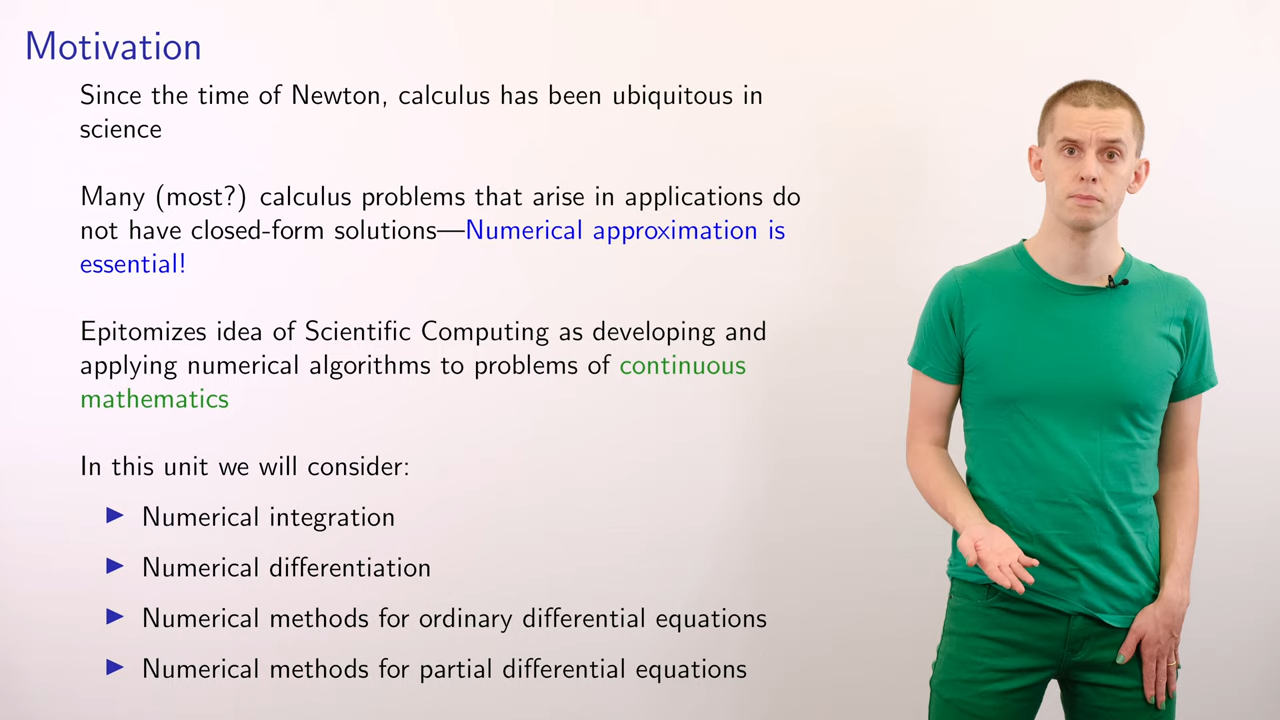 Motivation
Since the time of Newton, calculus has been ubiquitous in
science
Many (most?) calculus problems that arise in applications do
not have closed-form solutions—Numerical approximation is
essential!
Epitomizes idea of Scientific Computing as developing and
applying numerical algorithms to problems of continuous
mathematics
In this unit we will consider:
▶ Numerical integration
▶ Numerical differentiation
▶ Numerical methods for ordinary differential equations
▶ Numerical methods for partial differential equations